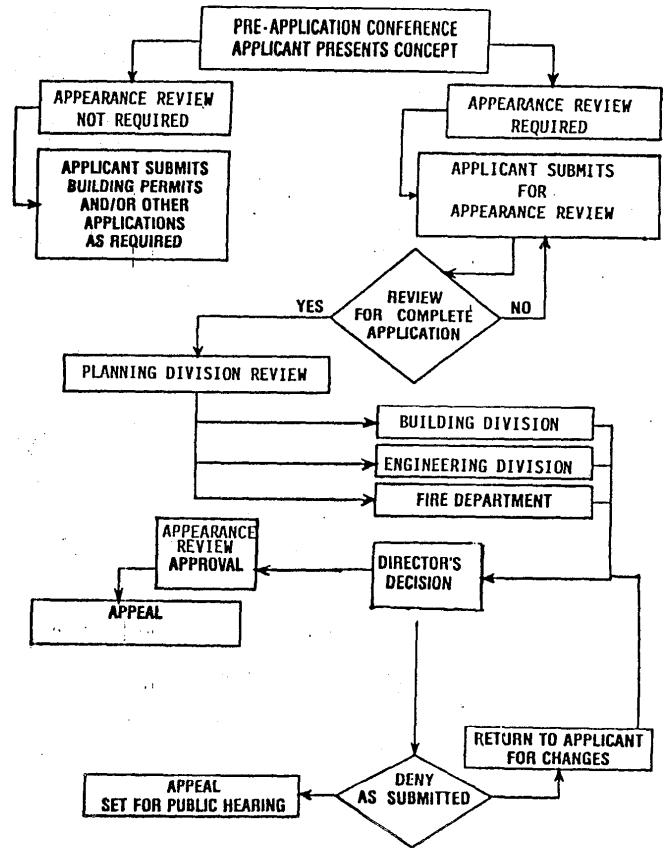 PRE-APPLICATION CONFERENCE
APPLICANT PRESENTS CONCEPT
APPEARANCE REVIEW
NOT REQUIRED
APPEARANCE REVIEW
REQUIRED
APPLICANT SUBMITS
BUILDING PERMITS
AND/OR OTHER
APPLICATIONS
AS REQUIRED
APPLICANT SUBMITS
FOR
APPEARANCE REVIEW
YES
REVIEW
FOR COMPLETE
APPLICATION
NO
PLANNING DIVISION REVIEW
BUILDING DIVISION
ENGINEERING DIVISION
FIRE DEPARTMENT
APPEARANCE
REVIEW
APPROVAL
DIRECTOR'S
DECISION
APPEAL
RETURN TO APPLICANT
FOR CHANGES
DENY
AS SUBMITTED
APPEAL
SET FOR PUBLIC HEARING